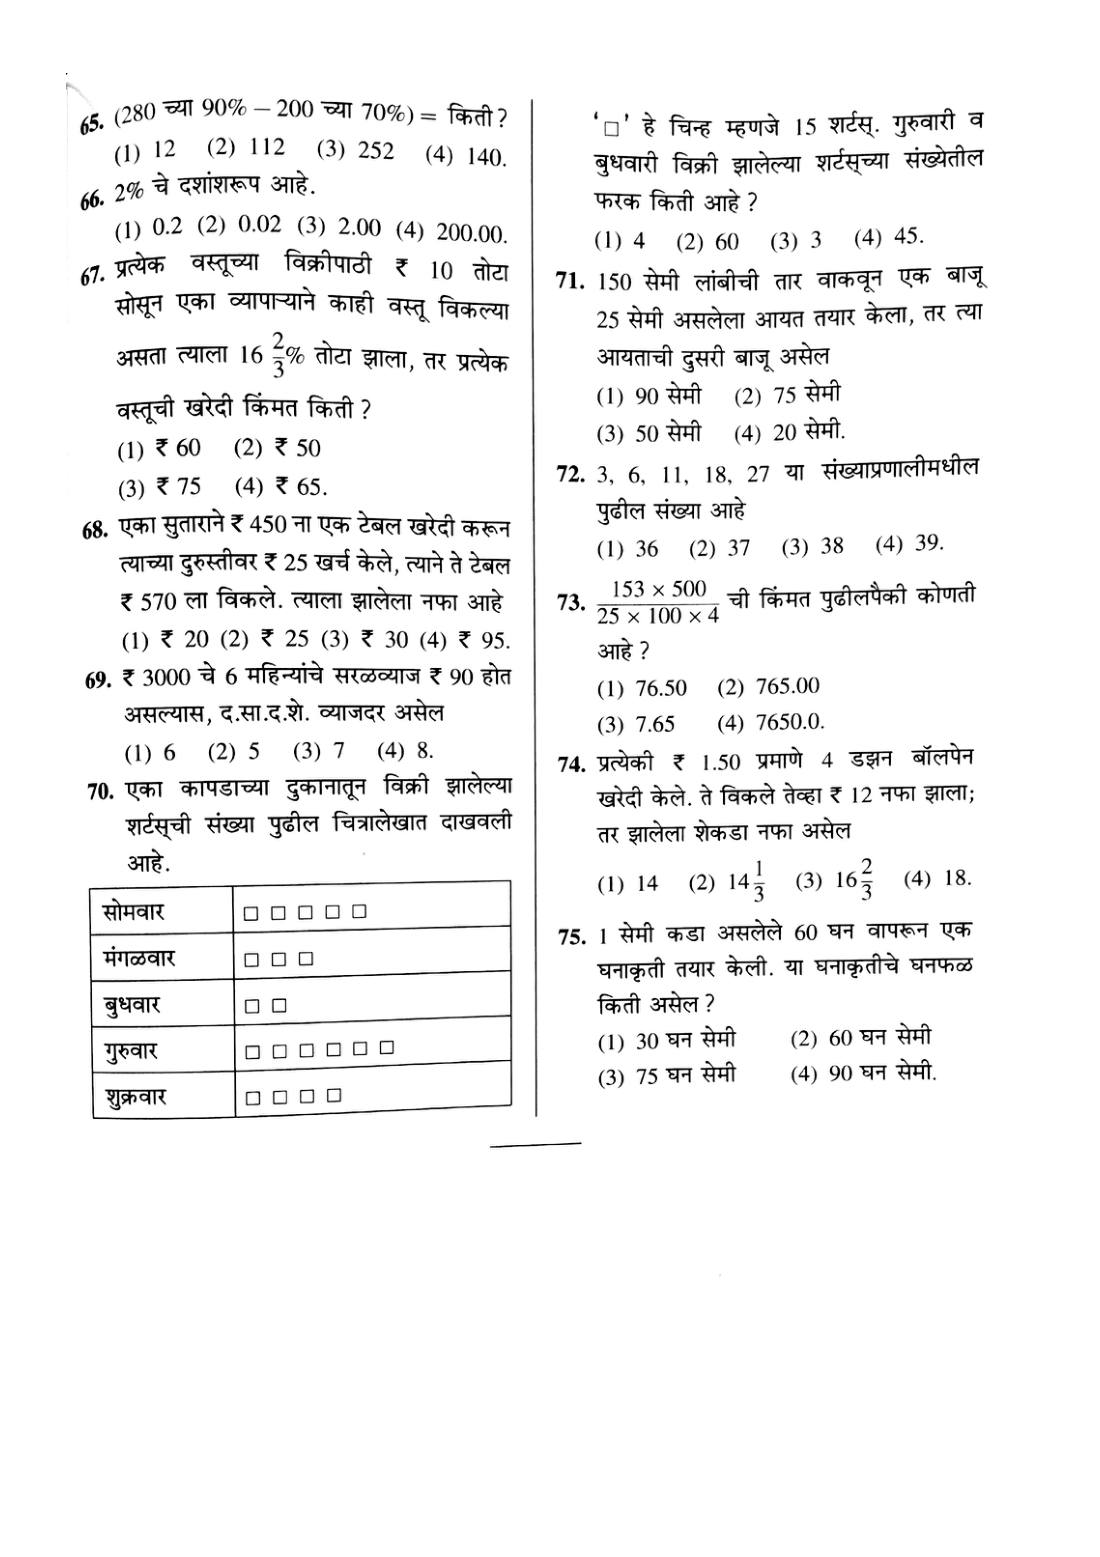 65. (280 च्या 90% – 200 च्या 70%) = किती ?
(1) 12 (2) 112 (3) 252 (4) 140.
66. 2% चे दशांशरूप आहे.
(1) 0.2 (2) 0.02 (3) 2.00 (4) 200.00.
67. प्रत्येक वस्तूच्या विक्रीपाठी ₹ 10 तोटा
सोसून एका व्यापाऱ्याने काही वस्तू विकल्या
असता त्याला 16 2/3% तोटा झाला, तर प्रत्येक
वस्तूची खरेदी किंमत किती ?
(1) ₹ 60 (2) ₹ 50
(3) ₹ 75 (4) ₹ 65.
68. एका सुताराने ₹ 450 ना एक टेबल खरेदी करून
त्याच्या दुरुस्तीवर ₹ 25 खर्च केले, त्याने ते टेबल
₹ 570 ला विकले. त्याला झालेला नफा आहे
(1) ₹ 20 (2) ₹ 25 (3) ₹ 30 (4) ₹ 95.
69. ₹ 3000 चे 6 महिन्यांचे सरळव्याज ₹ 90 होत
असल्यास, द.सा.द.शे. व्याजदर असेल
(1) 6 (2) 5 (3) 7 (4) 8.
70. एका कापडाच्या दुकानातून विक्री झालेल्या
शर्टस्‌ची संख्या पुढील चित्रालेखात दाखवली
आहे.
सोमवार □ □ □ □ □
मंगळवार □ □ □
बुधवार □ □
गुरुवार □ □ □ □ □ □
शुक्रवार □ □ □ □
‘□’ हे चिन्ह म्हणजे 15 शर्टस्. गुरुवारी व
बुधवारी विक्री झालेल्या शर्टस्‌च्या संख्येतील
फरक किती आहे ?
(1) 4 (2) 60 (3) 3 (4) 45.
71. 150 सेमी लांबीची तार वाकवून एक बाजू
25 सेमी असलेला आयत तयार केला, तर त्या
आयताची दुसरी बाजू असेल
(1) 90 सेमी (2) 75 सेमी
(3) 50 सेमी (4) 20 सेमी.
72. 3, 6, 11, 18, 27 या संख्याप्रणालीमधील
पुढील संख्या आहे
(1) 36 (2) 37 (3) 38 (4) 39.
73. 153 × 500 / 25 × 100 × 4 ची किंमत पुढीलपैकी कोणती
आहे ?
(1) 76.50 (2) 765.00
(3) 7.65 (4) 7650.0.
74. प्रत्येकी ₹ 1.50 प्रमाणे 4 डझन बॉलपेन
खरेदी केले. ते विकले तेव्हा ₹ 12 नफा झाला;
तर झालेला शेकडा नफा असेल
(1) 14 (2) 14 1/3 (3) 16 2/3 (4) 18.
75. 1 सेमी कडा असलेले 60 घन वापरून एक
घनाकृती तयार केली. या घनाकृतीचे घनफळ
किती असेल ?
(1) 30 घन सेमी (2) 60 घन सेमी
(3) 75 घन सेमी (4) 90 घन सेमी.